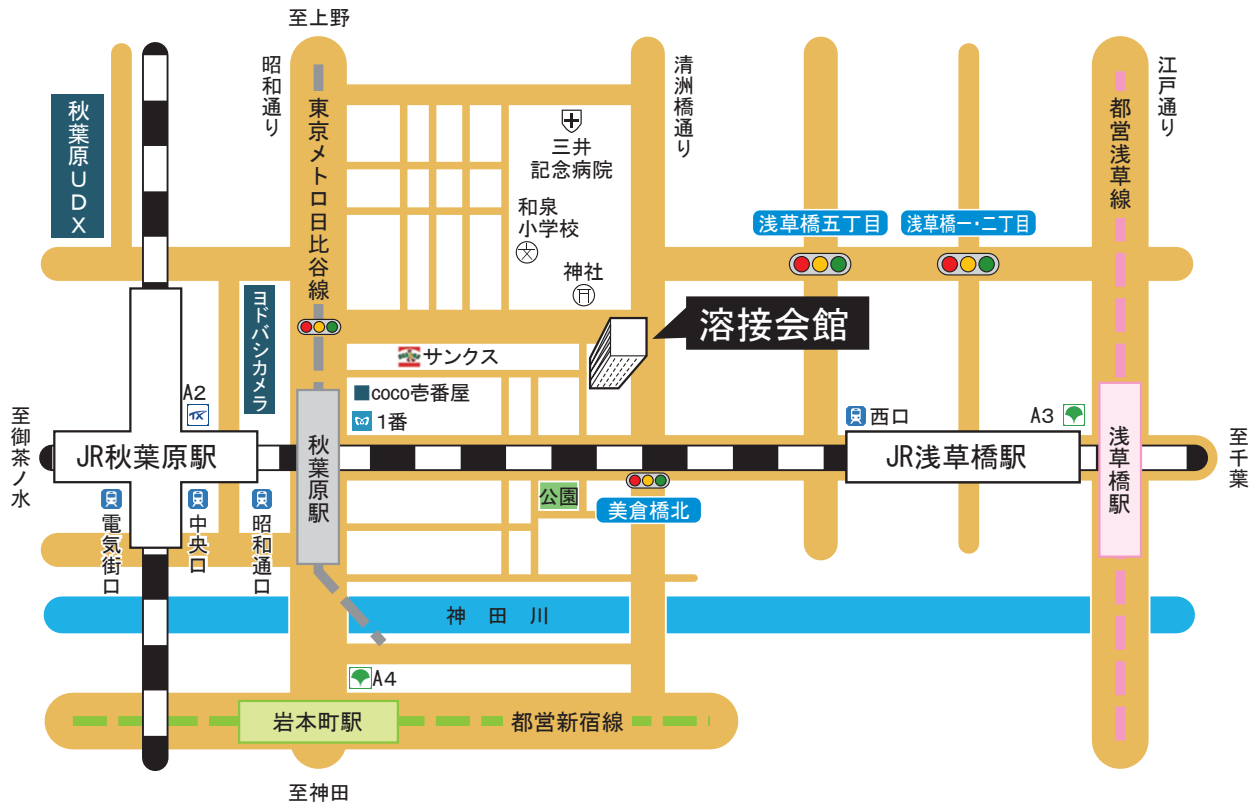 至上野
昭和通り
清洲橋通り
江戸通り
秋葉原UDX
東京メトロ日比谷線
都営浅草線
三井
記念病院
和泉
小学校
文
浅草橋五丁目
浅草橋一・二丁目
神社
ヨドバシカメラ
溶接会館
サンクス
A2
TX
coco壱番屋
1番
西口
A3
至御茶ノ水
JR秋葉原駅
秋葉原駅
JR浅草橋駅
浅草橋駅
至千葉
公園
美倉橋北
電気街口
中央口
昭和通口
神田川
A4
岩本町駅
都営新宿線
至神田